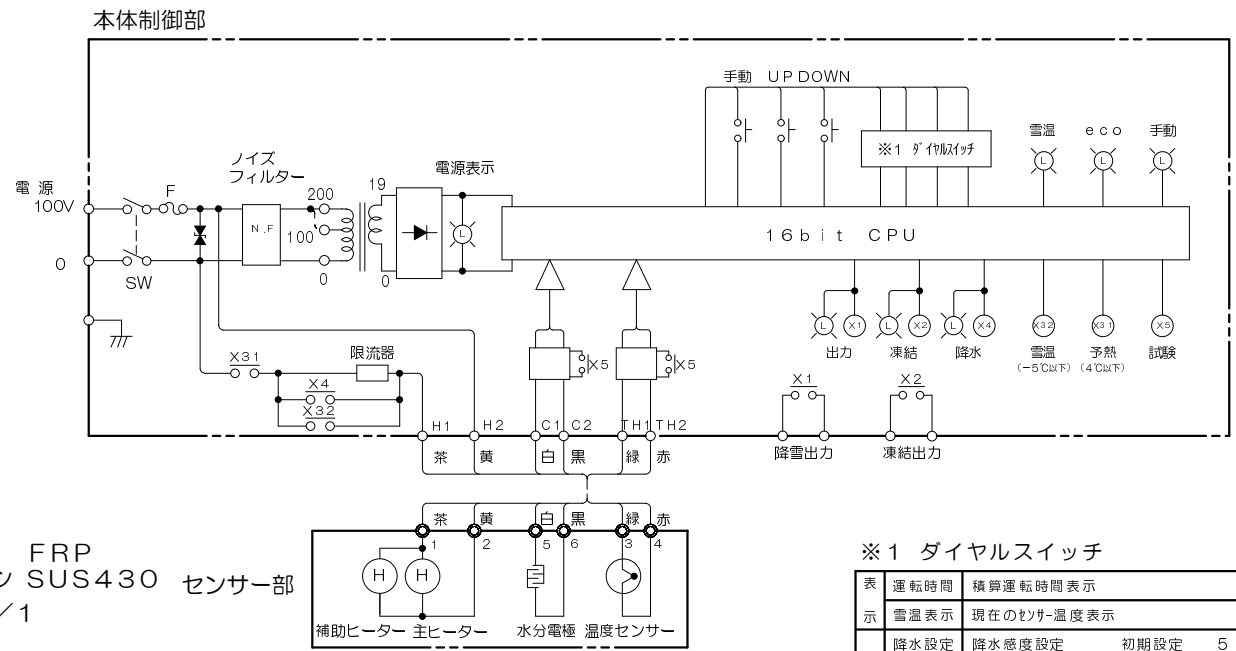 本体制御部
手動 UP DOWN
※1 ダイヤルスイッチ
雪温 eco 手動
L L L
ノイズ
フィルター
電源表示
電源
100V
0
F
SW
N.F
200
100
0
19
0
L
16bit CPU
L X1 L X2 L X4 X32 X31 X5
出力 凍結 降水 雪温 予熱 試験
(-5℃以下) (4℃以下)
X31
限流器
X4
X32
X5 X5
X1 X2
H1 H2 C1 C2 TH1 TH2
茶 黄 白 黒 緑 赤
降雪出力 凍結出力
茶 黄 白 黒 緑 赤
1 2 5 6 3 4
H H
補助ヒーター 主ヒーター 水分電極 温度センサー
センサー部
FRP
SUS430
/1
※1 ダイヤルスイッチ
表示
運転時間 積算運転時間表示
雪温表示 現在のセンサー温度表示
降水設定 降水感度設定 初期設定 5